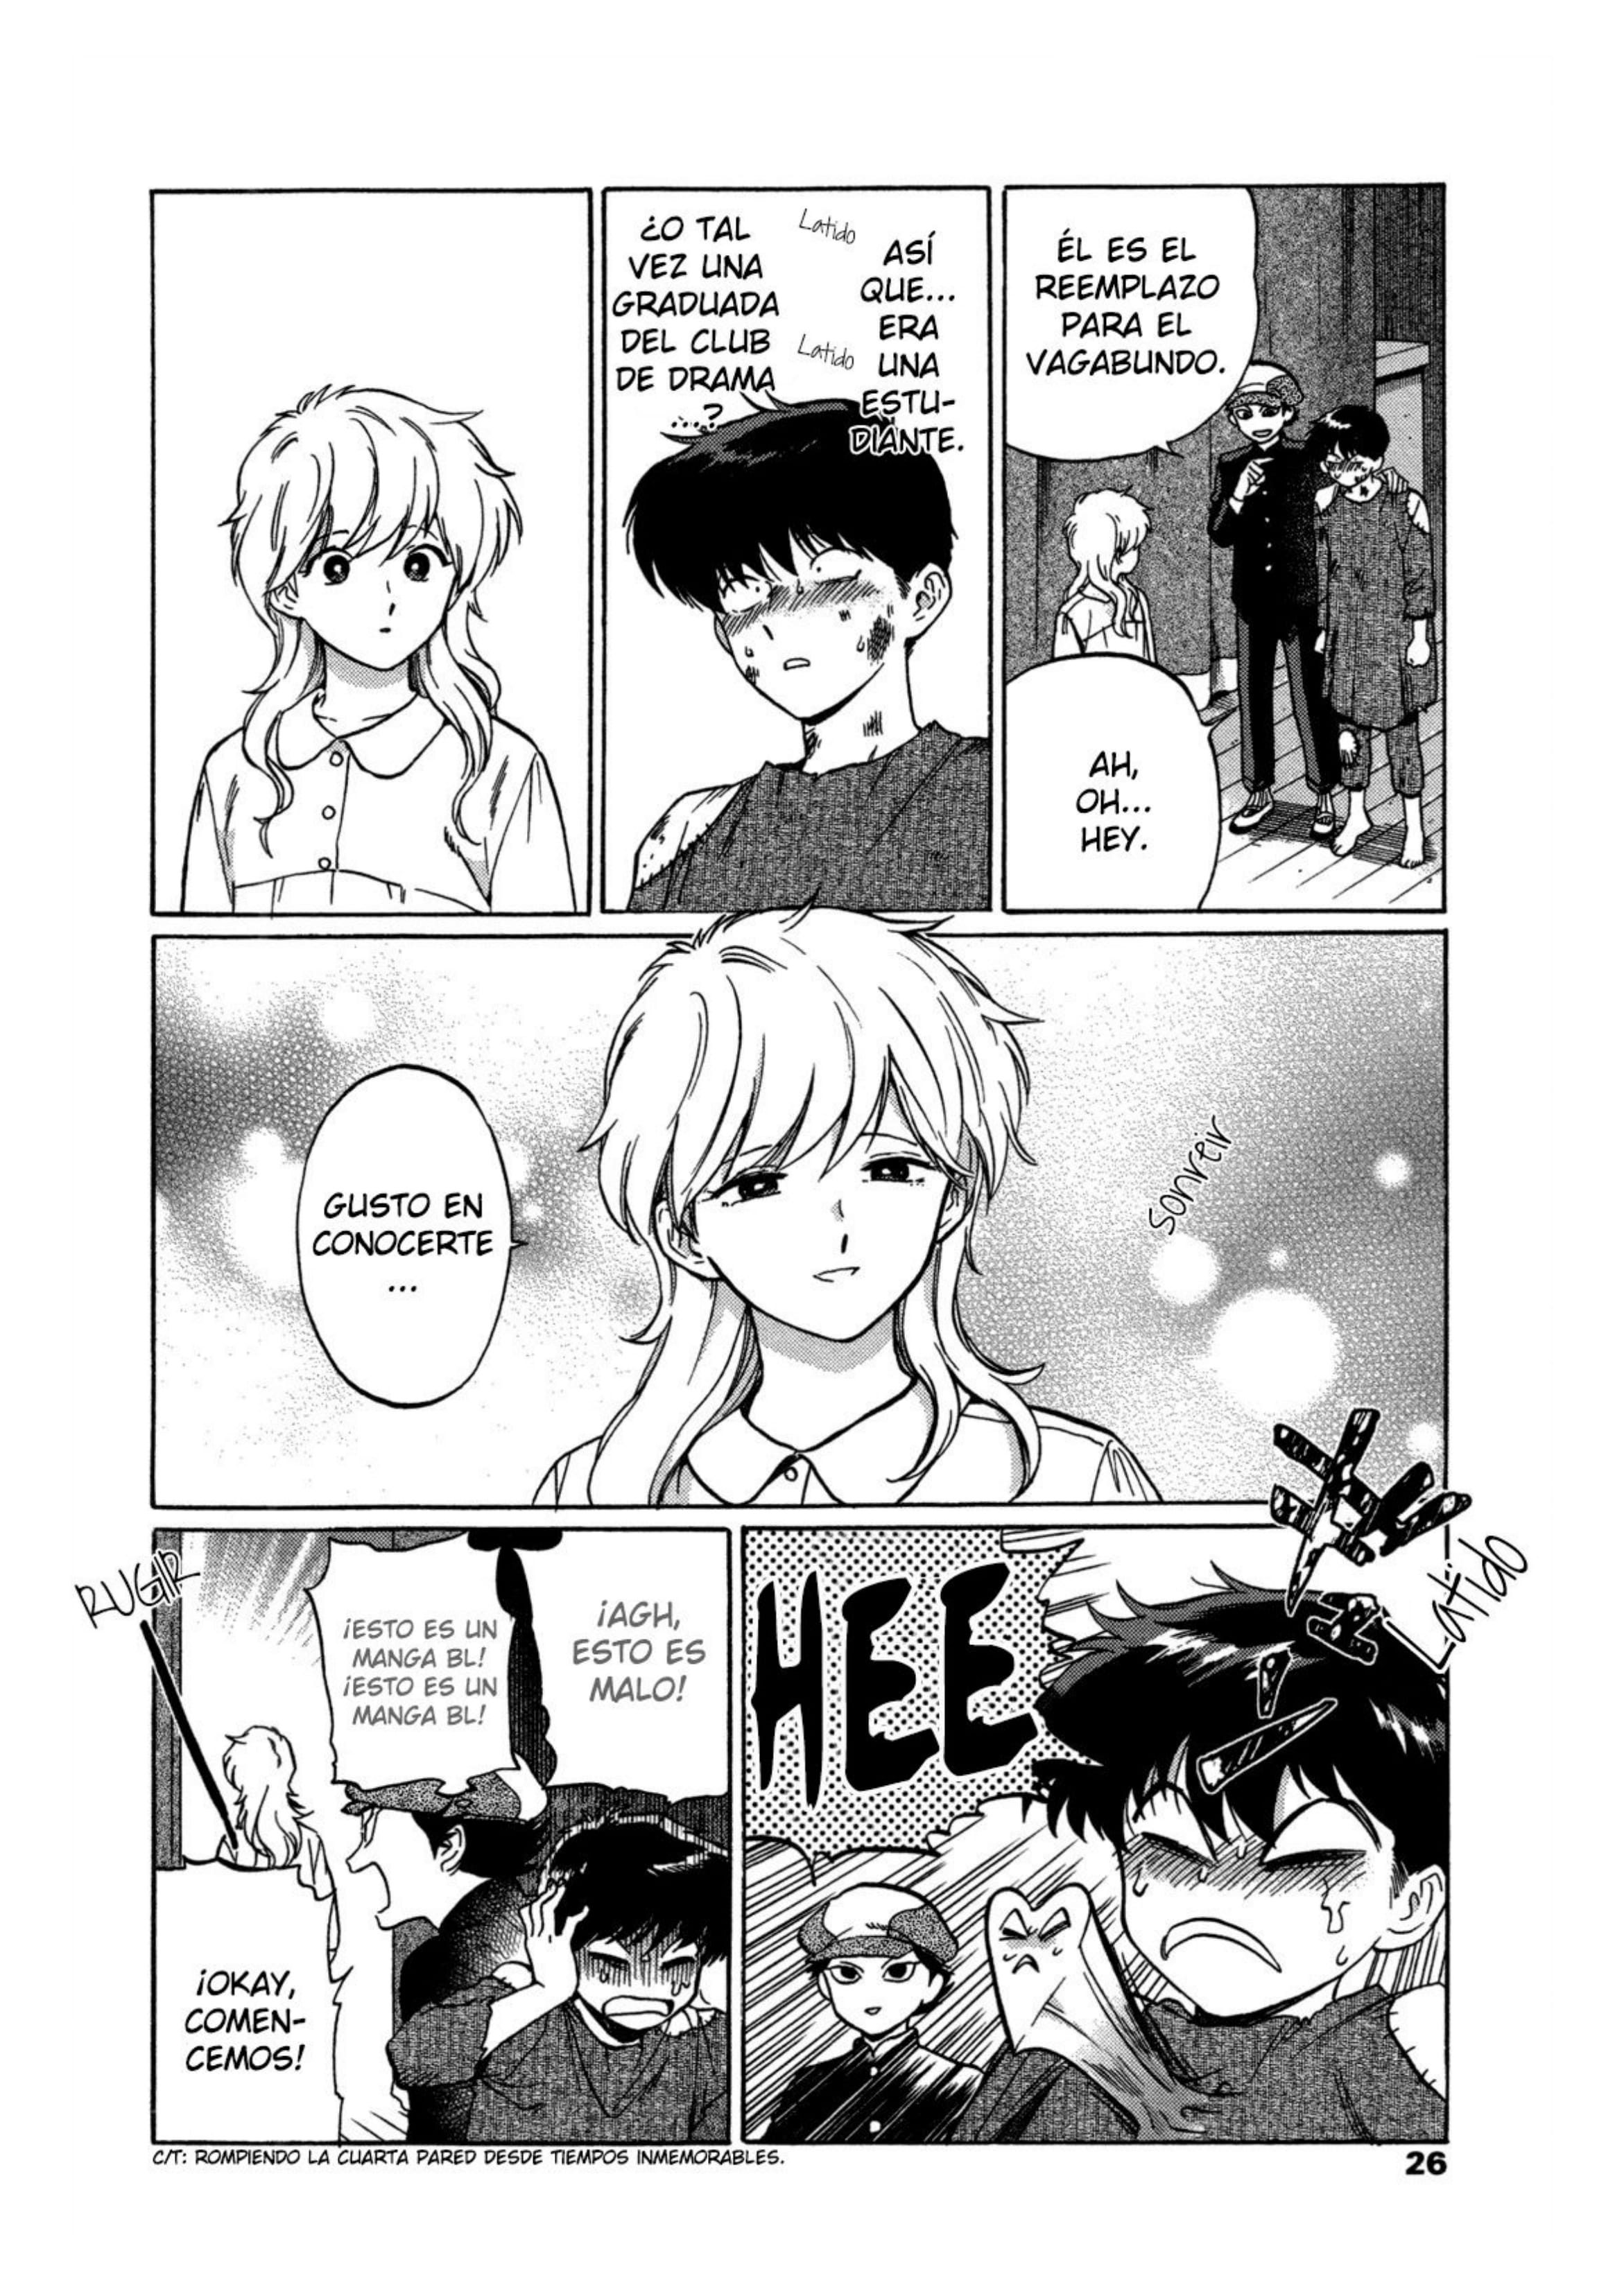 ÉL ES EL
REEMPLAZO
PARA EL
VAGABUNDO.
AH,
OH...
HEY.
ASÍ
QUE...
ERA
UNA
ESTU-
DIANTE.
Latido
Latido
¿O TAL
VEZ UNA
GRADUADA
DEL CLUB
DE DRAMA
...?
sonreir
GUSTO EN
CONOCERTE
...
Latido
HEE
¡AGH,
ESTO ES
MALO!
¡ESTO ES UN
MANGA BL!
¡ESTO ES UN
MANGA BL!
RUGIR
¡OKAY,
COMEN-
CEMOS!
C/T: ROMPIENDO LA CUARTA PARED DESDE TIEMPOS INMEMORABLES.
26